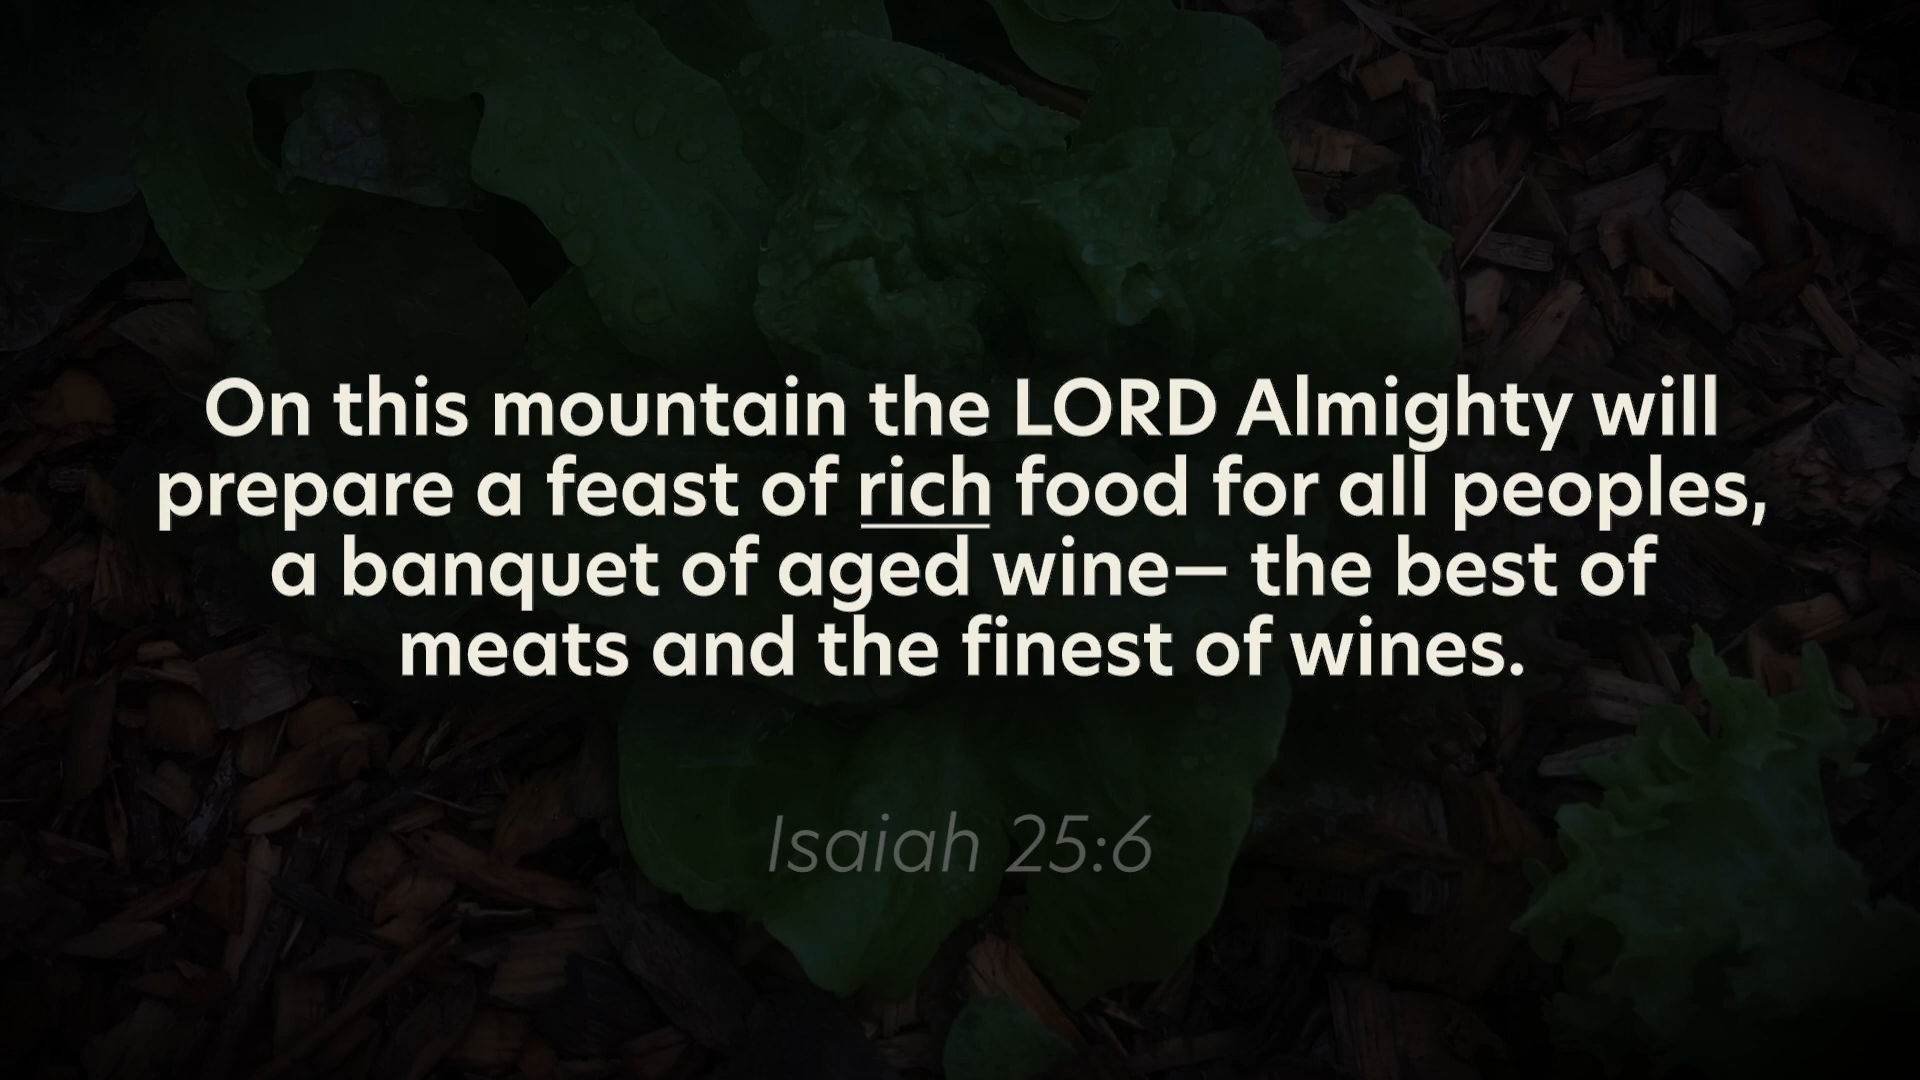 On this mountain the LORD Almighty will
prepare a feast of rich food for all peoples,
a banquet of aged wine— the best of
meats and the finest of wines.
Isaiah 25:6